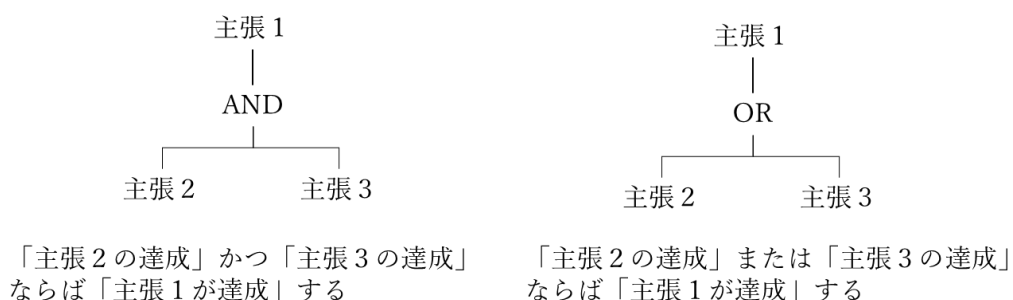 主張 1
AND
主張 2
主張 3
「主張 2 の達成」かつ「主張 3 の達成」
ならば「主張 1 が達成」する
主張 1
OR
主張 2
主張 3
「主張 2 の達成」または「主張 3 の達成」
ならば「主張 1 が達成」する